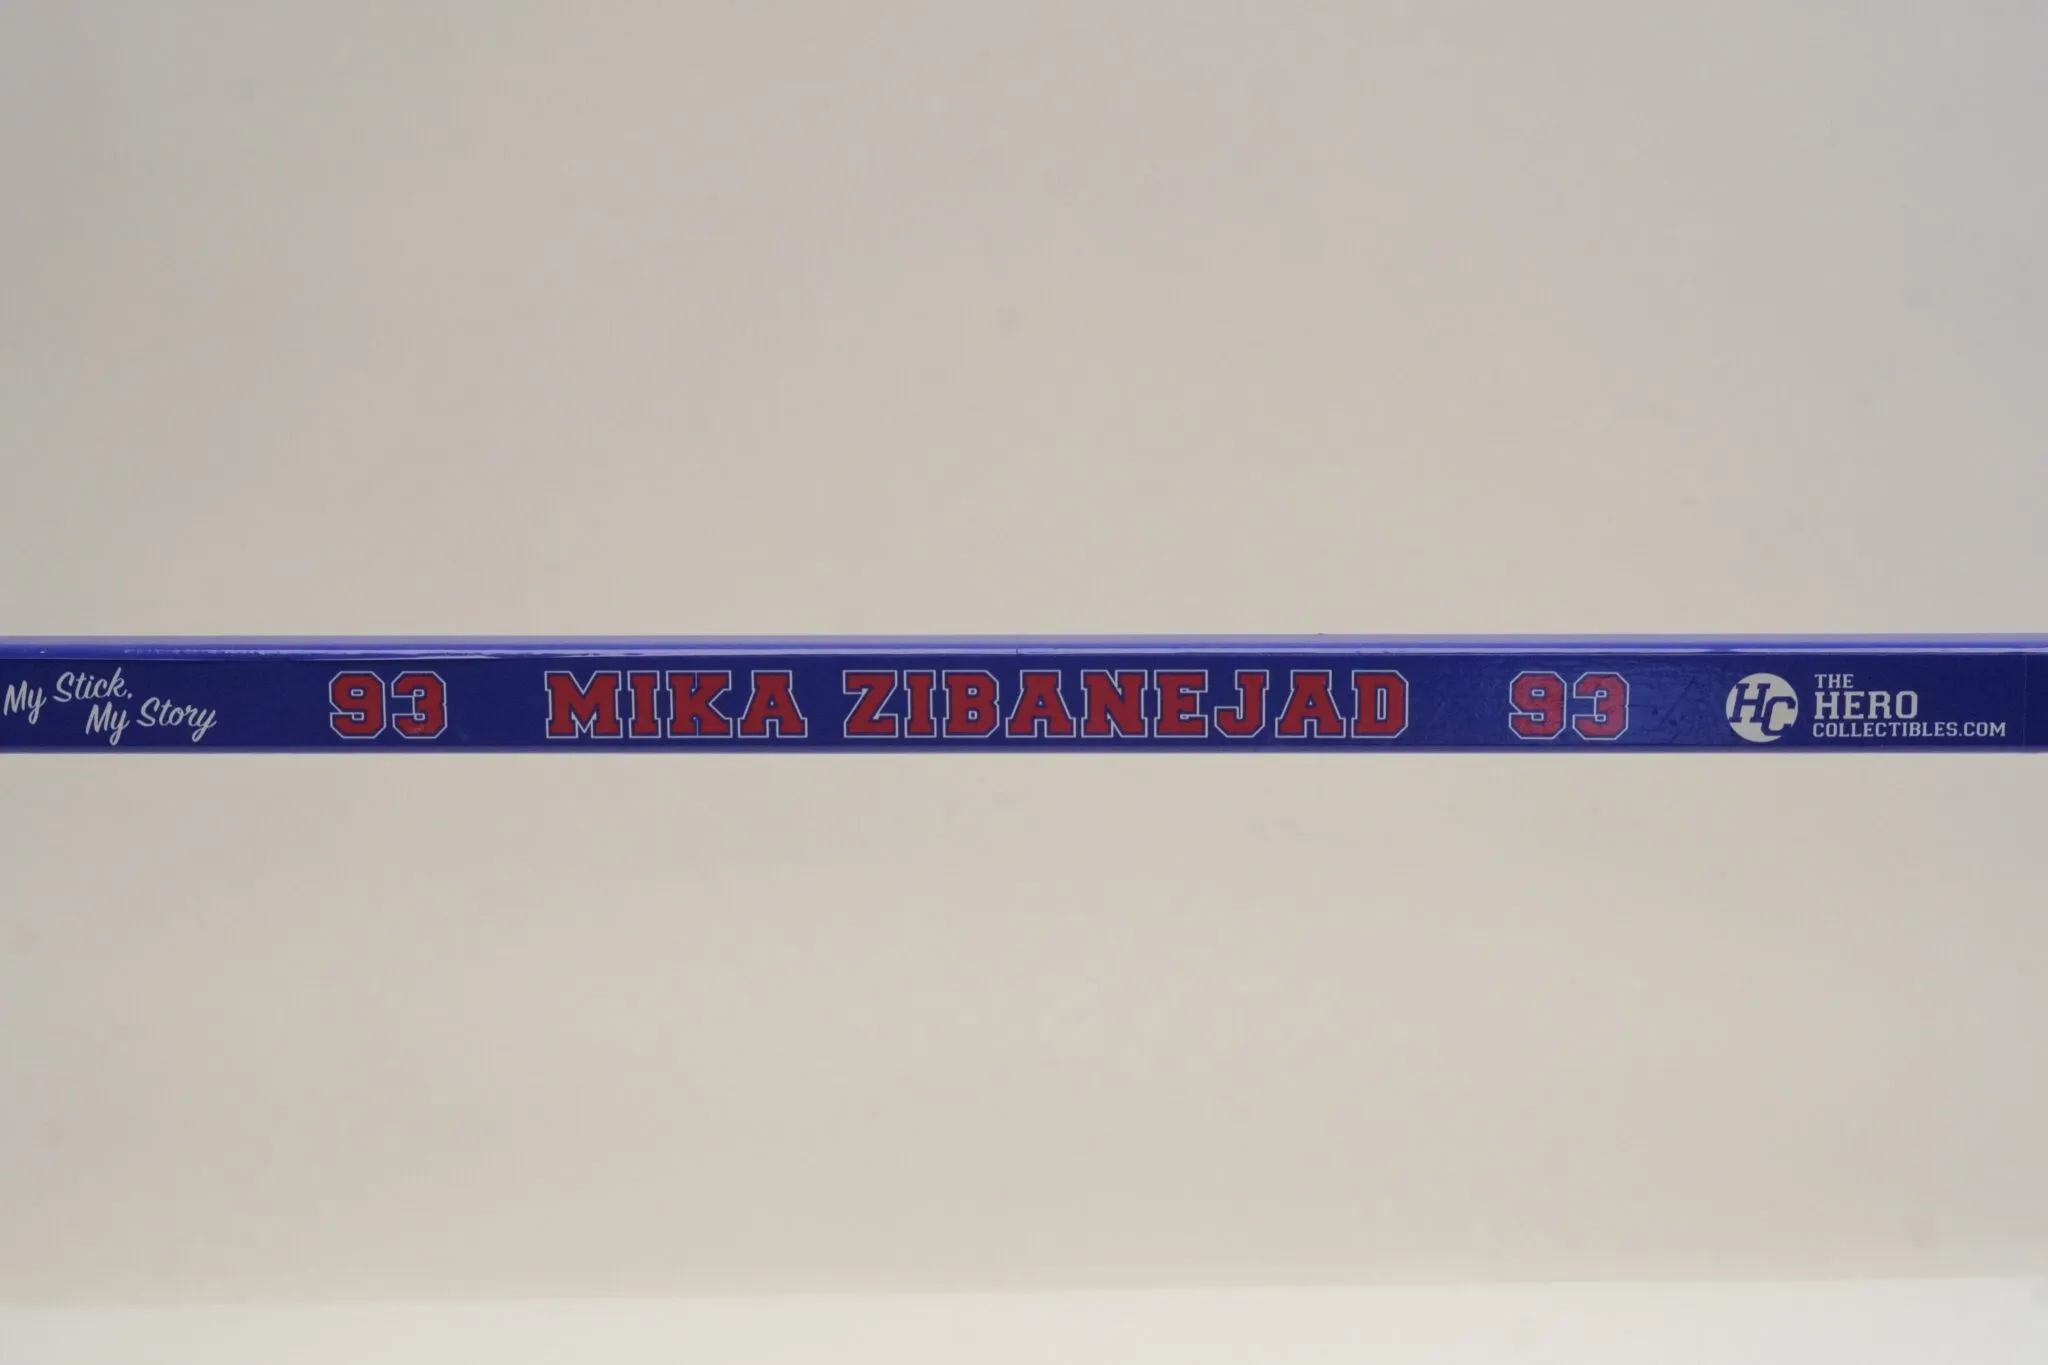 My Stick,
My Story
93 MIKA ZIBANEJAD 93
HC
THE
HERO
COLLECTIBLES.COM